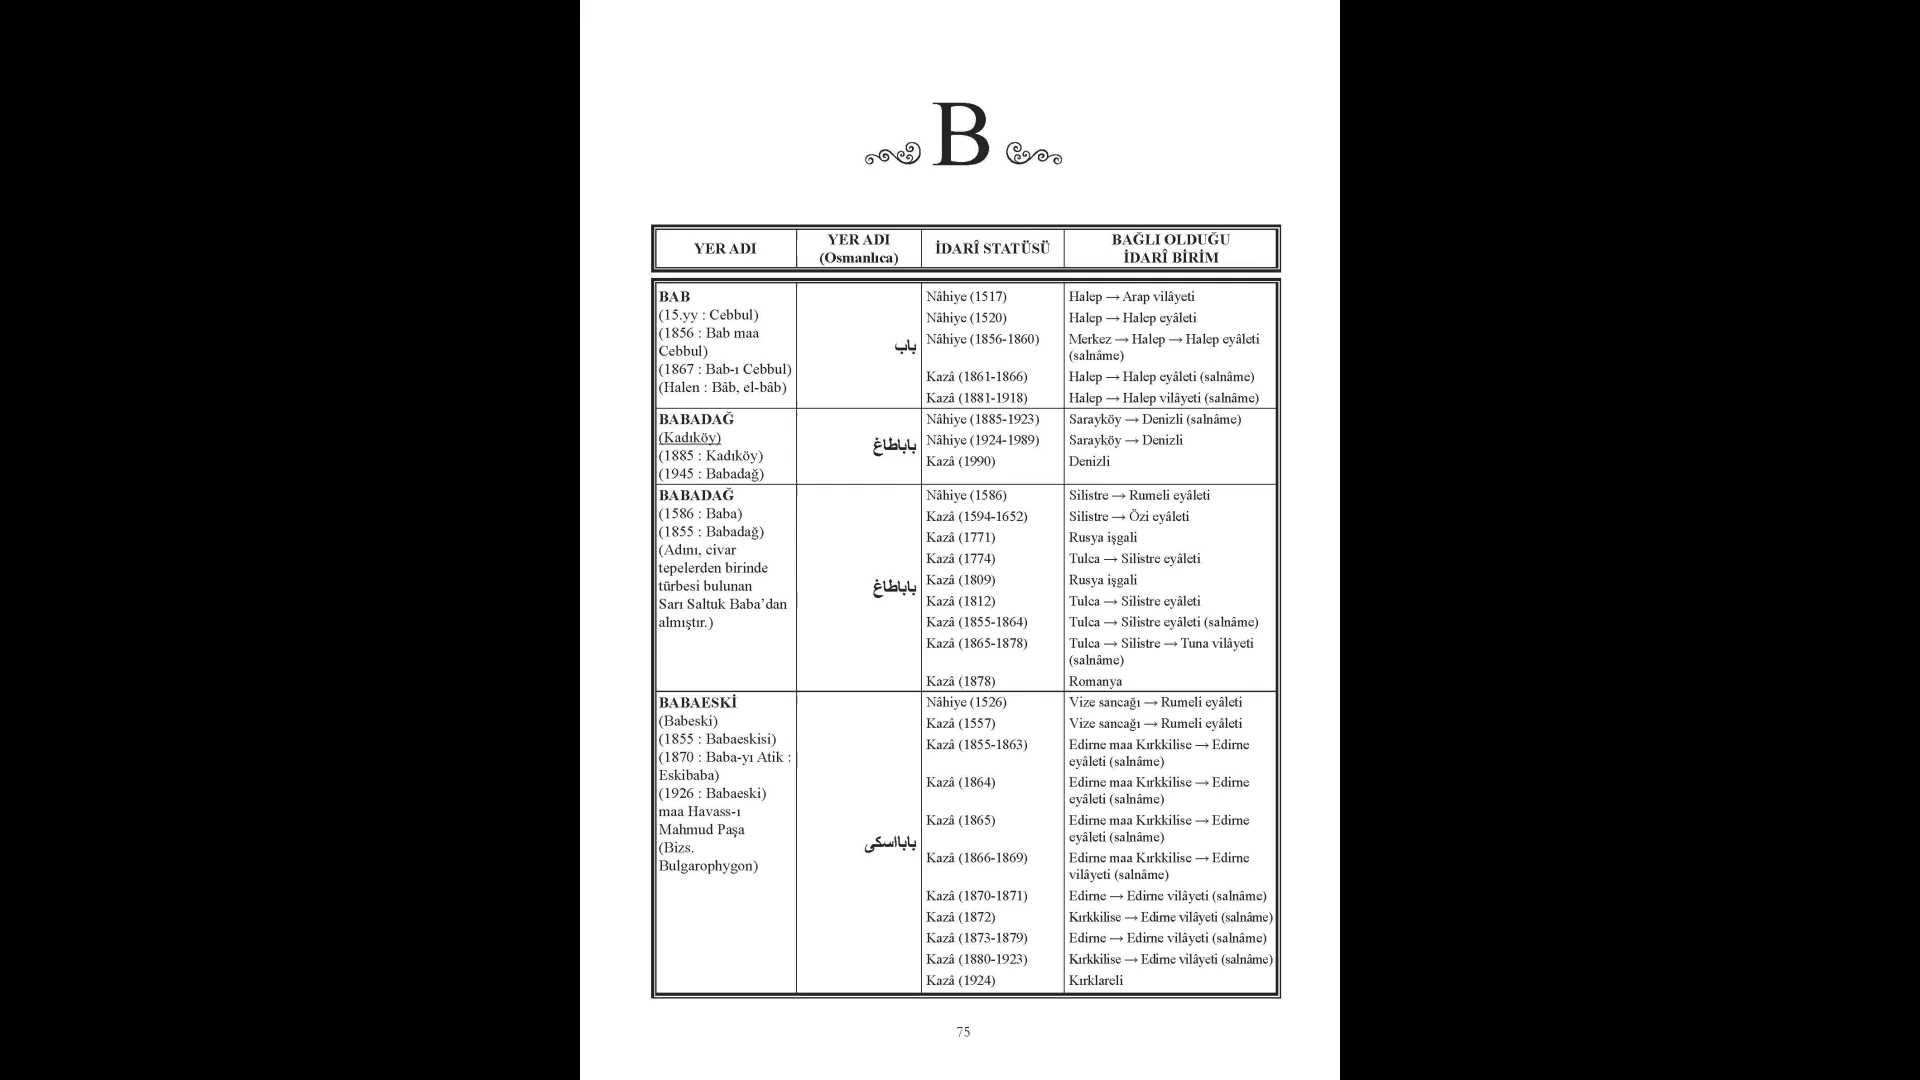 B
YER ADI
YER ADI
(Osmanlıca)
İDARÎ STATÜSÜ
BAĞLI OLDUĞU
İDARÎ BİRİM
BAB
(15.yy : Cebbul)
(1856 : Bab maa
Cebbul)
(1867 : Bab-ı Cebbul)
(Halen : Bâb, el-bâb)
باب
Nâhiye (1517)
Halep → Arap vilâyeti
Nâhiye (1520)
Halep → Halep eyâleti
Nâhiye (1856-1860)
Merkez → Halep → Halep eyâleti
(salnâme)
Kazâ (1861-1866)
Halep → Halep eyâleti (salnâme)
Kazâ (1881-1918)
Halep → Halep vilâyeti (salnâme)
BABADAĞ
(Kadıköy)
(1885 : Kadıköy)
(1945 : Babadağ)
باباطاغ
Nâhiye (1885-1923)
Sarayköy → Denizli (salnâme)
Nâhiye (1924-1989)
Sarayköy → Denizli
Kazâ (1990)
Denizli
BABADAĞ
(1586 : Baba)
(1855 : Babadağ)
(Adını, civar
tepelerden birinde
türbesi bulunan
Sarı Saltuk Baba’dan
almıştır.)
باباطاغ
Nâhiye (1586)
Silistre → Rumeli eyâleti
Kazâ (1594-1652)
Silistre → Özi eyâleti
Kazâ (1771)
Rusya işgali
Kazâ (1774)
Tulca → Silistre eyâleti
Kazâ (1809)
Rusya işgali
Kazâ (1812)
Tulca → Silistre eyâleti
Kazâ (1855-1864)
Tulca → Silistre eyâleti (salnâme)
Kazâ (1865-1878)
Tulca → Silistre → Tuna vilâyeti
(salnâme)
Kazâ (1878)
Romanya
BABAESKİ
(Babeski)
(1855 : Babaeskisi)
(1870 : Baba-yı Atik :
Eskibaba)
(1926 : Babaeski)
maa Havass-ı
Mahmud Paşa
(Bizs.
Bulgarophygon)
بابااسكى
Nâhiye (1526)
Vize sancağı → Rumeli eyâleti
Kazâ (1557)
Vize sancağı → Rumeli eyâleti
Kazâ (1855-1863)
Edirne maa Kırkkilise → Edirne
eyâleti (salnâme)
Kazâ (1864)
Edirne maa Kırkkilise → Edirne
eyâleti (salnâme)
Kazâ (1865)
Edirne maa Kırkkilise → Edirne
eyâleti (salnâme)
Kazâ (1866-1869)
Edirne maa Kırkkilise → Edirne
vilâyeti (salnâme)
Kazâ (1870-1871)
Edirne → Edirne vilâyeti (salnâme)
Kazâ (1872)
Kırkkilise → Edirne vilâyeti (salnâme)
Kazâ (1873-1879)
Edirne → Edirne vilâyeti (salnâme)
Kazâ (1880-1923)
Kırkkilise → Edirne vilâyeti (salnâme)
Kazâ (1924)
Kırklareli
75